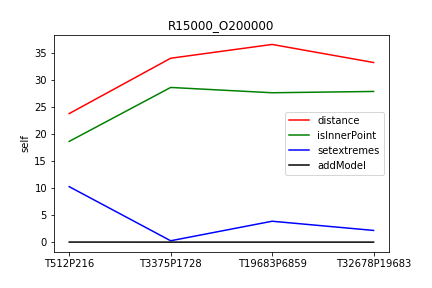 R15000_O200000
35
30
25
20
15
10
5
0
self
distance
isInnerPoint
setextremes
addModel
T512P216 T3375P1728 T19683P6859 T32678P19683